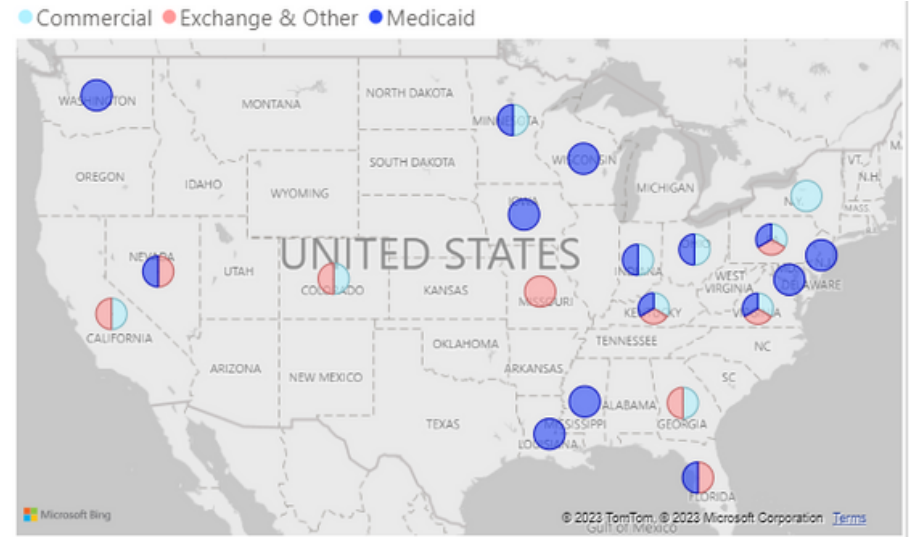 Commercial Exchange & Other Medicaid
WASHINGTON
MONTANA
NORTH DAKOTA
MINNESOTA
VT.
N.H.
OREGON
IDAHO
SOUTH DAKOTA
WISCONSIN
MICHIGAN
WYOMING
N.Y.
MASS.
IOWA
UNITED STATES
NEVADA
UTAH
COLORADO
KANSAS
MISSOURI
INDIANA
OHIO
WEST
VIRGINIA
DELAWARE
N.J.
KENTUCKY
VIRGINIA
CALIFORNIA
TENNESSEE
NC
OKLAHOMA
ARIZONA
NEW MEXICO
ARKANSAS
SC
TEXAS
MISSISSIPPI
ALABAMA
GEORGIA
LOUISIANA
FLORIDA
Gulf of Mexico
Microsoft Bing
© 2023 TomTom, © 2023 Microsoft Corporation Terms